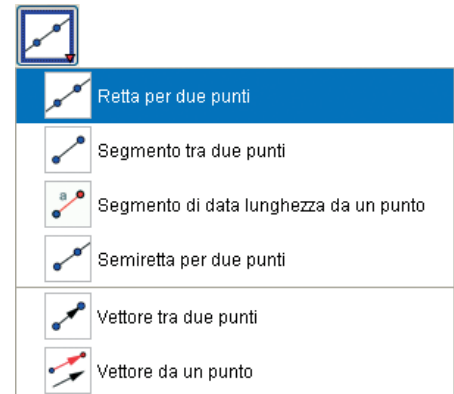 Retta per due punti
Segmento tra due punti
a
Segmento di data lunghezza da un punto
Semiretta per due punti
Vettore tra due punti
Vettore da un punto